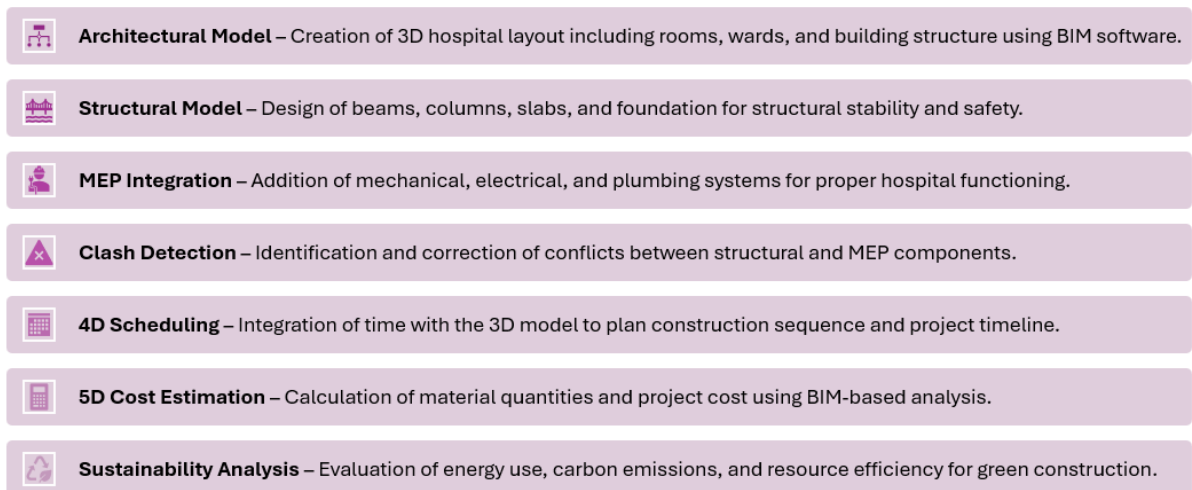 Architectural Model – Creation of 3D hospital layout including rooms, wards, and building structure using BIM software.
Structural Model – Design of beams, columns, slabs, and foundation for structural stability and safety.
MEP Integration – Addition of mechanical, electrical, and plumbing systems for proper hospital functioning.
Clash Detection – Identification and correction of conflicts between structural and MEP components.
4D Scheduling – Integration of time with the 3D model to plan construction sequence and project timeline.
5D Cost Estimation – Calculation of material quantities and project cost using BIM-based analysis.
Sustainability Analysis – Evaluation of energy use, carbon emissions, and resource efficiency for green construction.